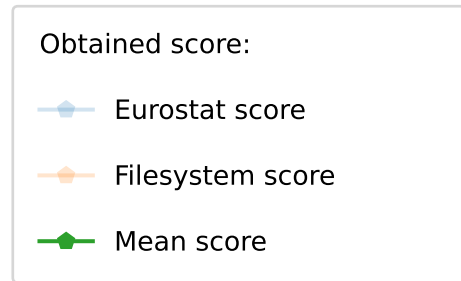 Obtained score:
Eurostat score
Filesystem score
Mean score